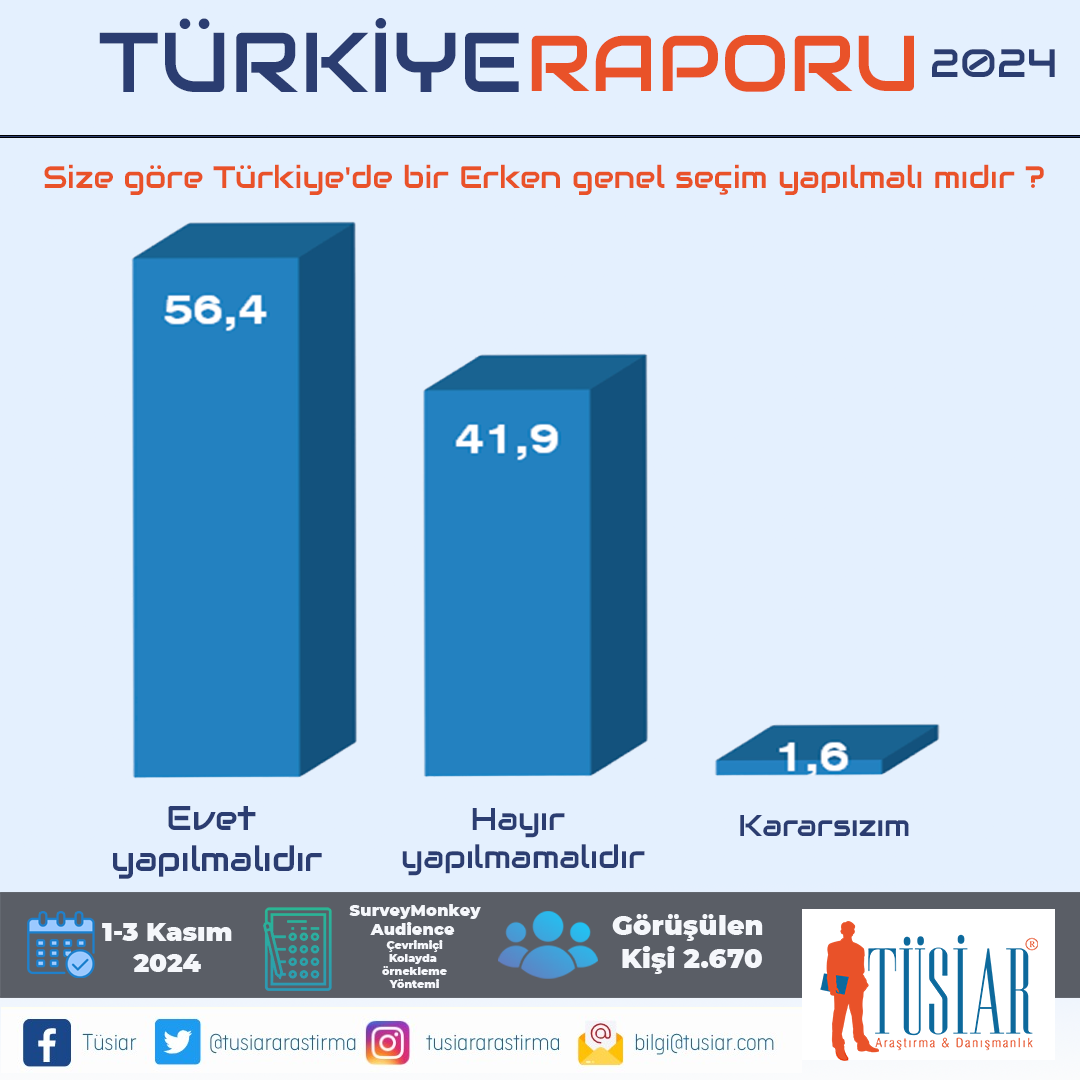 TÜRKİYERAPORU 2024
Size göre Türkiye'de bir Erken genel seçim yapılmalı mıdır ?
56,4
41,9
1,6
Evet
yapılmalıdır
Hayır
yapılmamalıdır
Kararsızım
1-3 Kasım
2024
SurveyMonkey
Audience
Çevrimiçi
Kolayda
örnekleme
Yöntemi
Görüşülen
Kişi 2.670
TÜSİAR®
Araştırma & Danışmanlık
Tüsiar
@tusiararastirma
tusiararastirma
bilgi@tusiar.com